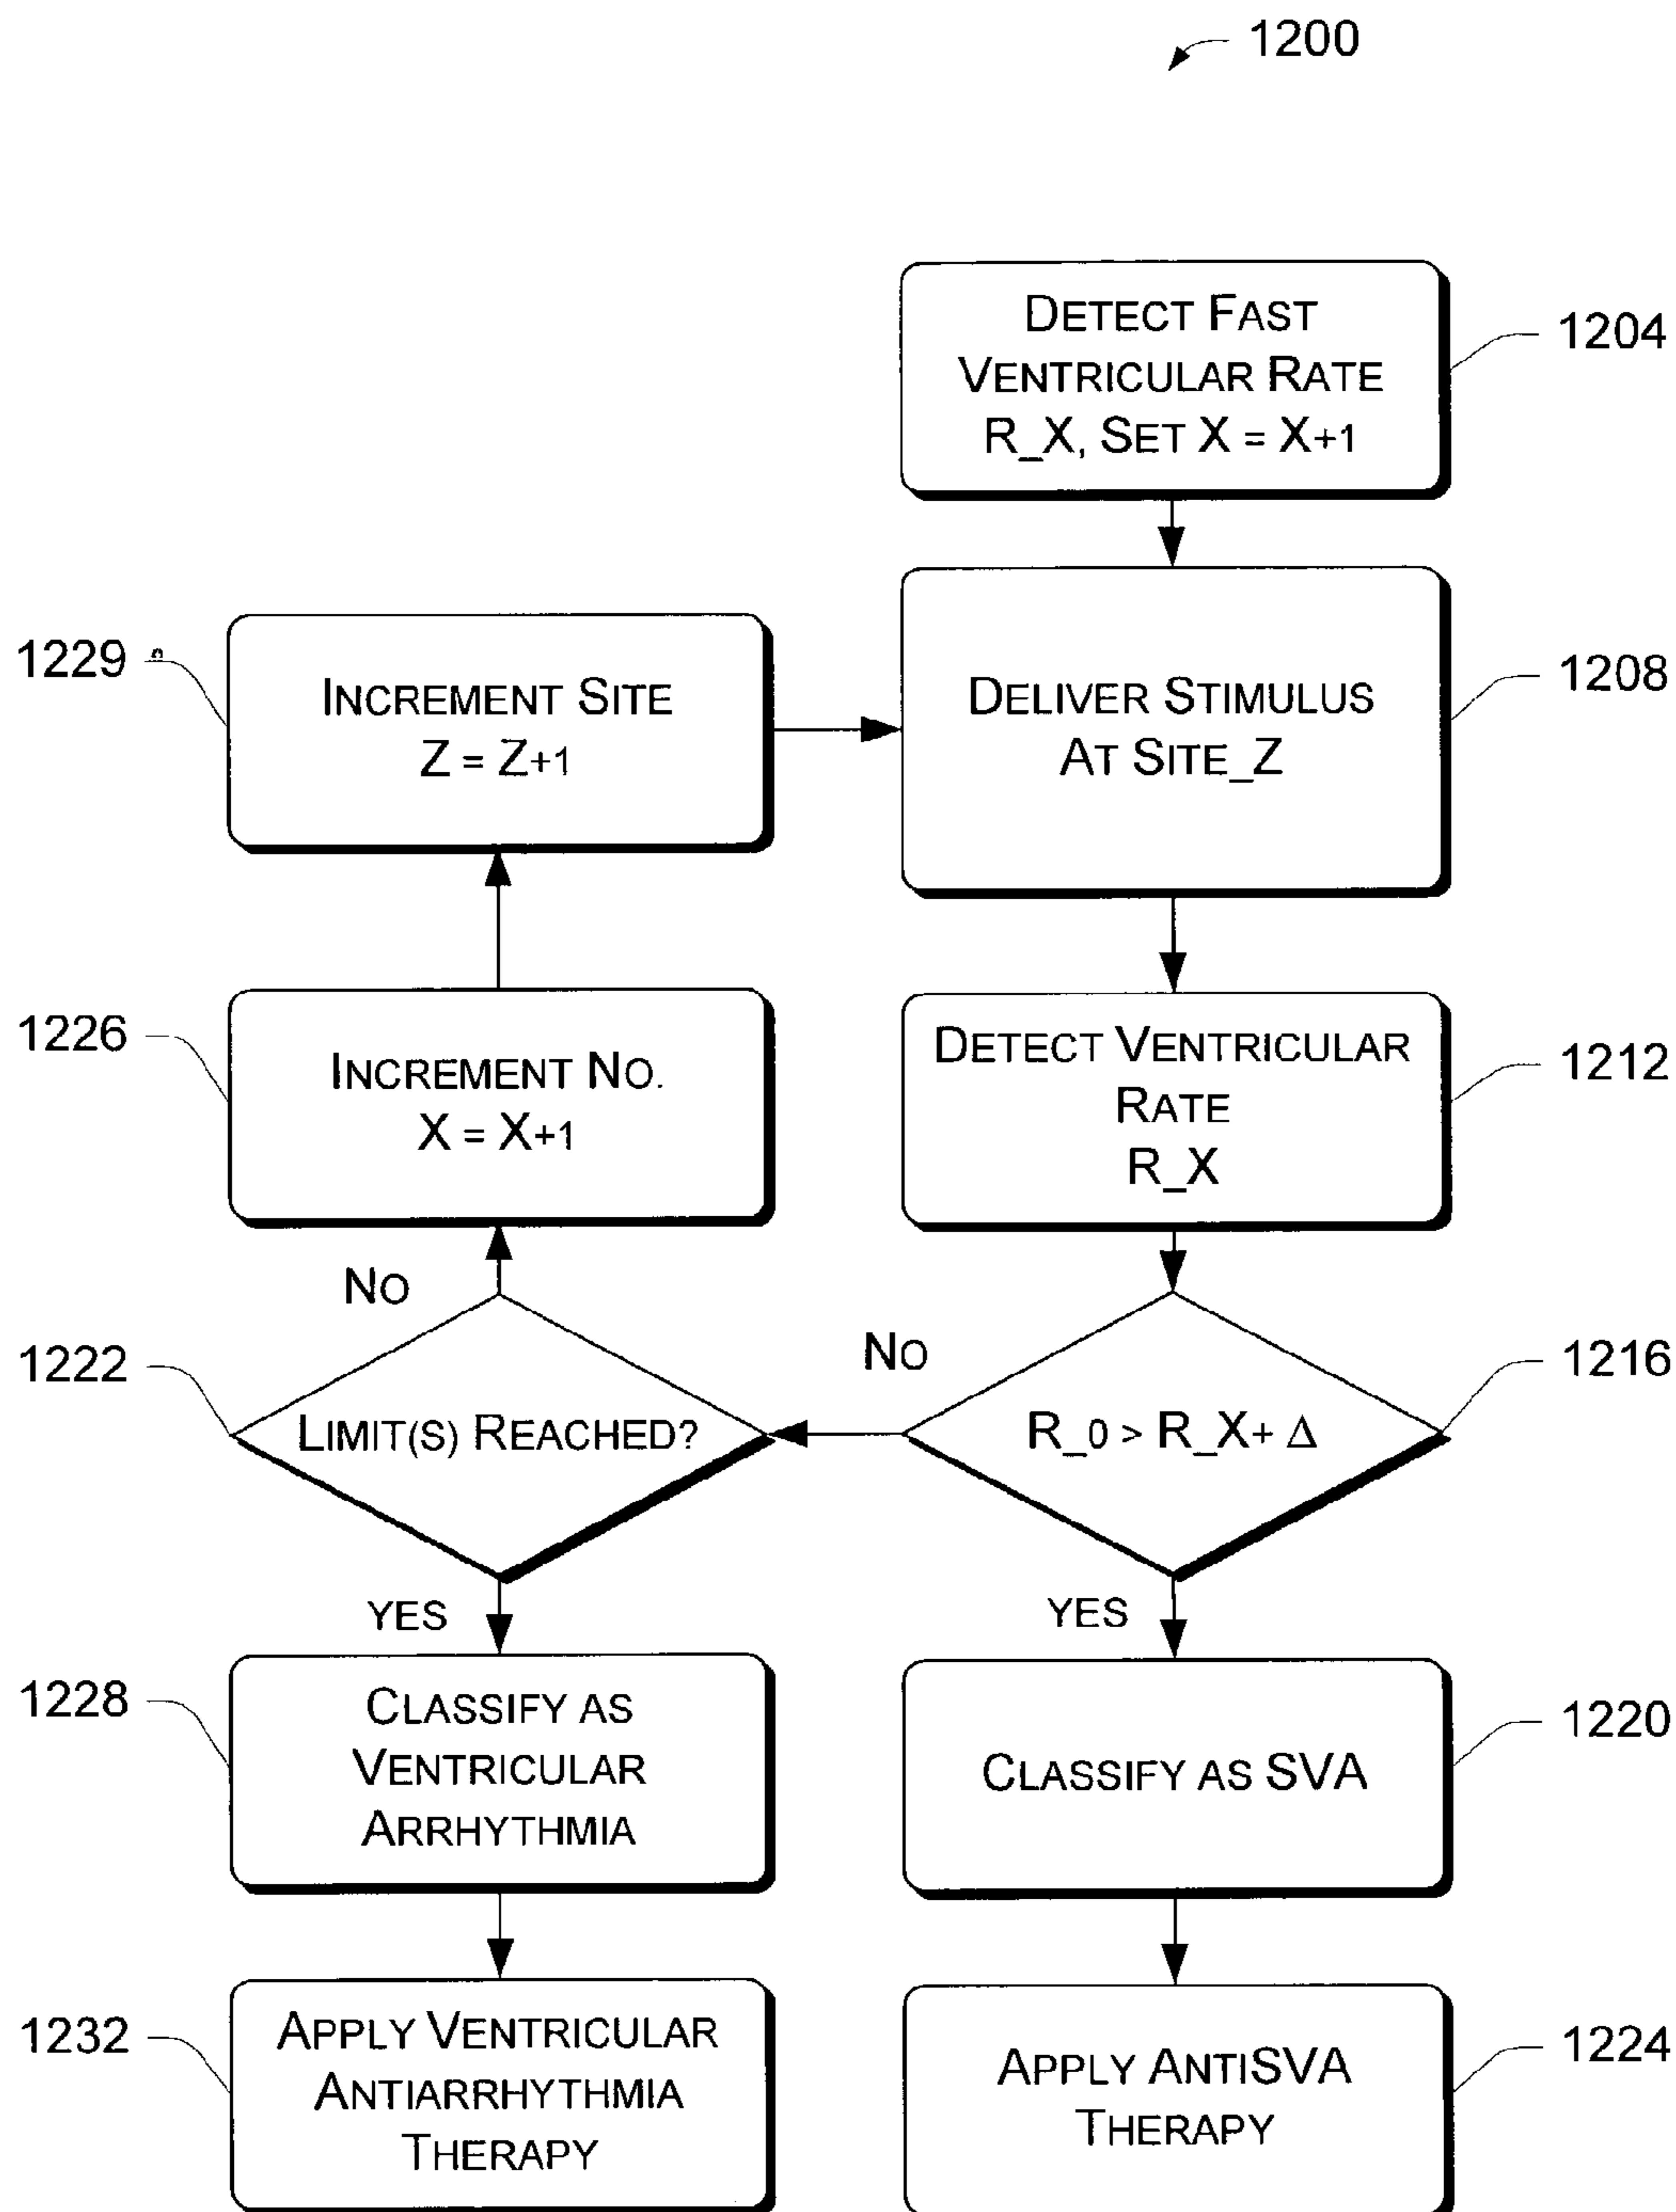 1200
DETECT FAST
VENTRICULAR RATE
R_X, SET X = X+1
1204
1229
INCREMENT SITE
Z = Z+1
DELIVER STIMULUS
AT SITE_Z
1208
1226
INCREMENT NO.
X = X+1
DETECT VENTRICULAR
RATE
R_X
1212
NO
1222
LIMIT(S) REACHED?
NO
R_0 > R_X+ Δ
1216
YES
YES
1228
CLASSIFY AS
VENTRICULAR
ARRHYTHMIA
CLASSIFY AS SVA
1220
1232
APPLY VENTRICULAR
ANTIARRHYTHMIA
THERAPY
APPLY ANTISVA
THERAPY
1224